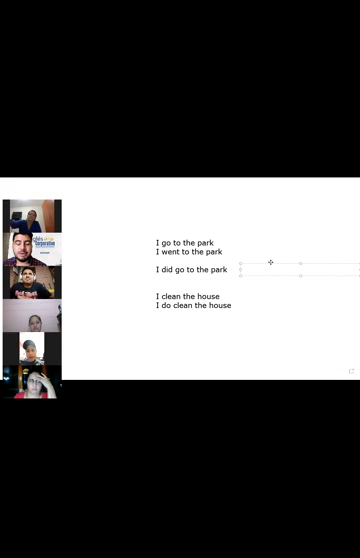 I go to the park
I went to the park
I did go to the park
I clean the house
I do clean the house
Corporativo